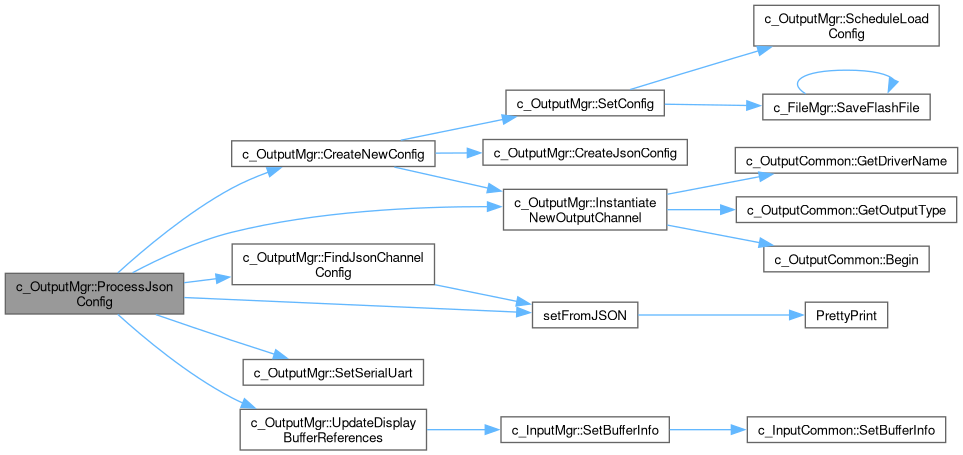 c_OutputMgr::ProcessJson
Config
c_OutputMgr::CreateNewConfig
c_OutputMgr::SetConfig
c_OutputMgr::ScheduleLoad
Config
c_FileMgr::SaveFlashFile
c_OutputMgr::CreateJsonConfig
c_OutputMgr::Instantiate
NewOutputChannel
c_OutputCommon::GetDriverName
c_OutputCommon::GetOutputType
c_OutputCommon::Begin
c_OutputMgr::FindJsonChannel
Config
setFromJSON
PrettyPrint
c_OutputMgr::SetSerialUart
c_OutputMgr::UpdateDisplay
BufferReferences
c_InputMgr::SetBufferInfo
c_InputCommon::SetBufferInfo